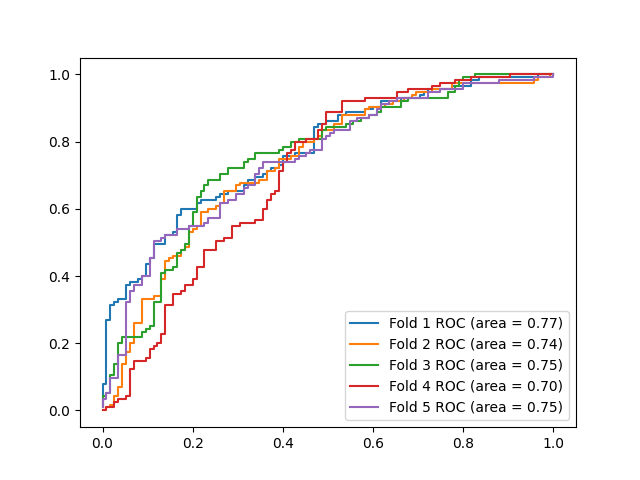 1.0
0.8
0.6
0.4
0.2
0.0
Fold 1 ROC (area = 0.77)
Fold 2 ROC (area = 0.74)
Fold 3 ROC (area = 0.75)
Fold 4 ROC (area = 0.70)
Fold 5 ROC (area = 0.75)
0.0 0.2 0.4 0.6 0.8 1.0